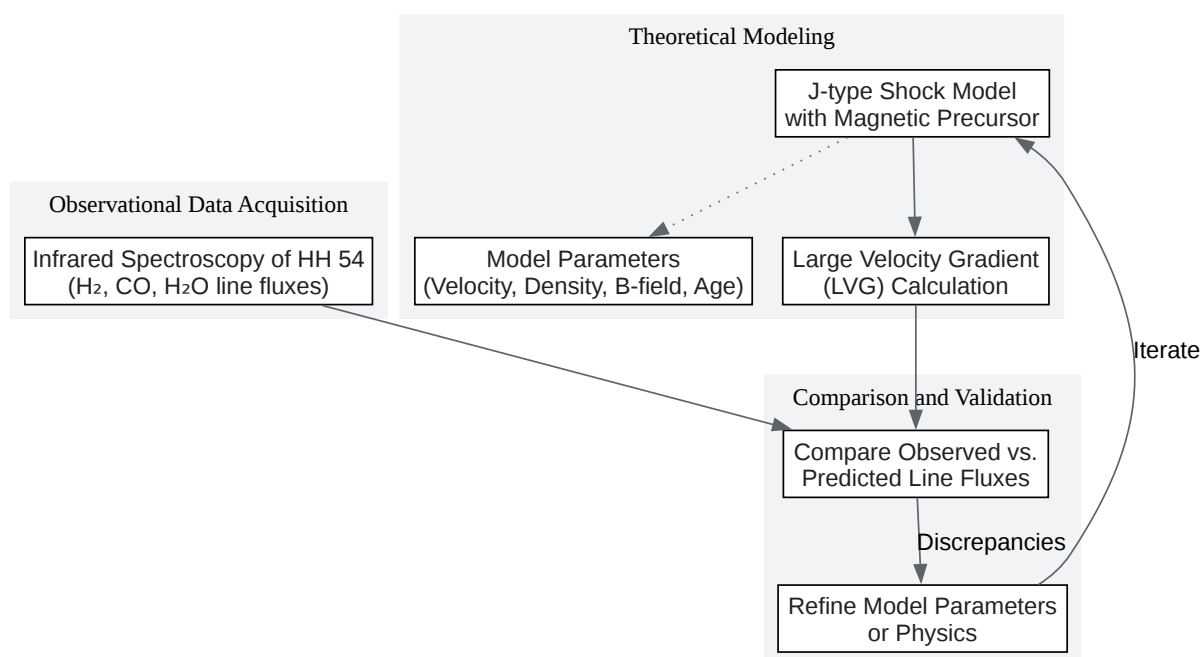 Theoretical Modeling
J-type Shock Model
with Magnetic Precursor
Observational Data Acquisition
Infrared Spectroscopy of HH 54
(H₂, CO, H₂O line fluxes)
Model Parameters
(Velocity, Density, B-field, Age)
Large Velocity Gradient
(LVG) Calculation
Iterate
Comparison and Validation
Compare Observed vs.
Predicted Line Fluxes
Discrepancies
Refine Model Parameters
or Physics